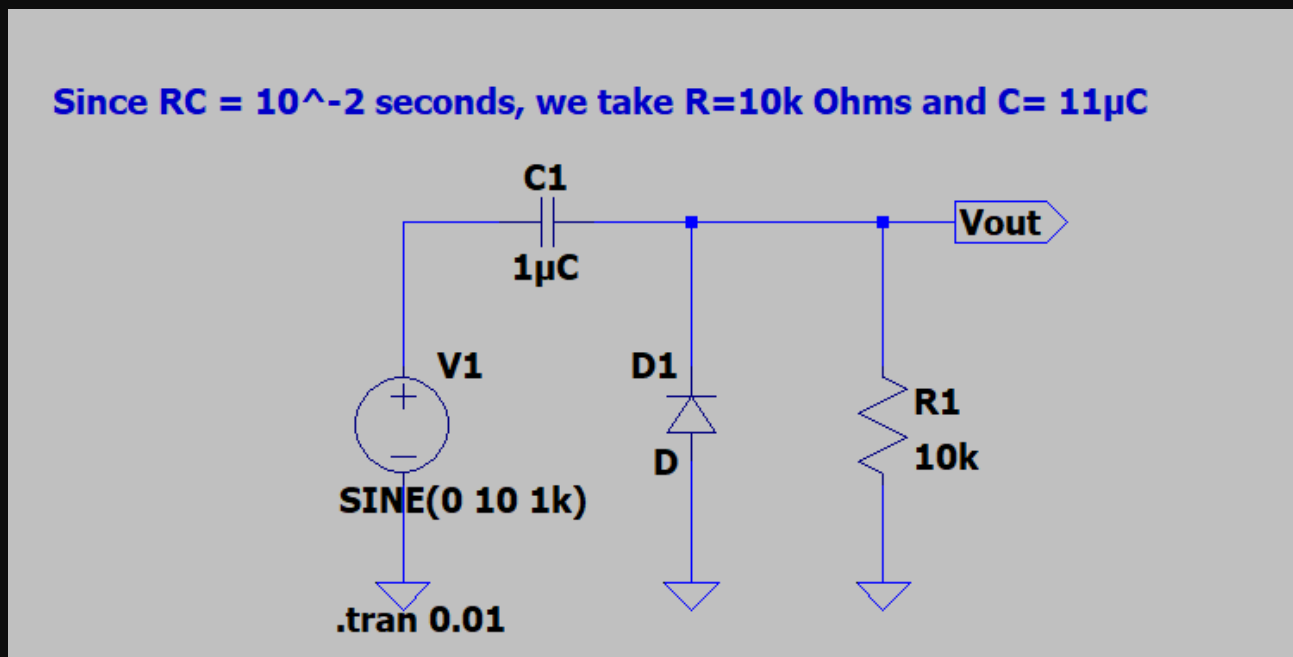 Since RC = 10^-2 seconds, we take R=10k Ohms and C= 11µC
C1
Vout
1µC
V1
D1
R1
10k
D
SINE(0 10 1k)
.tran 0.01